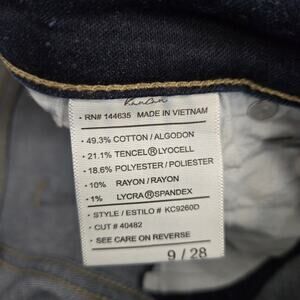 KanCan
• RN# 144635 MADE IN VIETNAM
• 49.3% COTTON / ALGODON
• 21.1% TENCEL®LYOCELL
• 18.6% POLYESTER / POLIESTER
• 10% RAYON / RAYON
• 1% LYCRA®SPANDEX
• STYLE / ESTILO # KC9260D
• CUT # 40482
• SEE CARE ON REVERSE
9 / 28